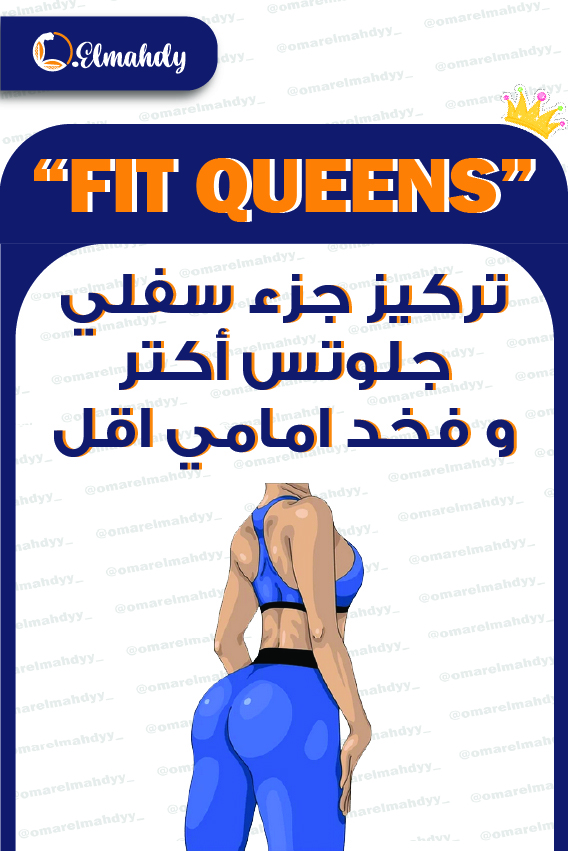 O.Elmahdy
“FIT QUEENS”
تركيز جزء سفلي
جلوتس أكتر
و فخد امامي اقل
@omarelmahdyy_